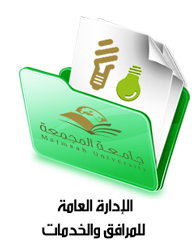 جامعة المجمعة
Majmaah University
الإدارة العامة
للمرافق والخدمات